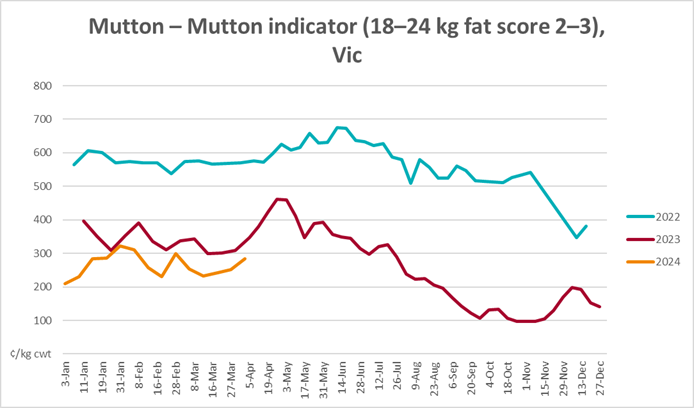 Mutton – Mutton indicator (18–24 kg fat score 2–3),
Vic
800
700
600
500
400
300
200
100
¢/kg cwt
3-Jan
11-Jan
14-Jan
31-Jan
8-Feb
16-Feb
28-Feb
8-Mar
15-Mar
27-Mar
5-Apr
19-Apr
3-May
17-May
31-May
14-Jun
28-Jun
12-Jul
26-Jul
9-Aug
23-Aug
6-Sep
20-Sep
4-Oct
18-Oct
1-Nov
15-Nov
29-Nov
13-Dec
27-Dec
2022
2023
2024